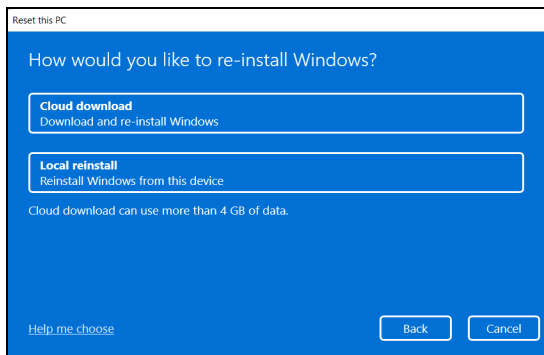 Reset this PC
How would you like to re-install Windows?
Cloud download
Download and re-install Windows
Local reinstall
Reinstall Windows from this device
Cloud download can use more than 4 GB of data.
Help me choose
Back
Cancel